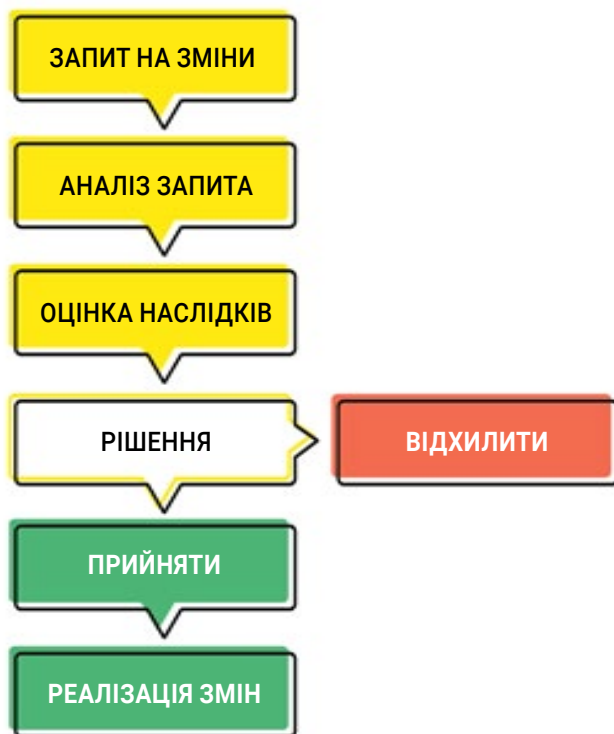 ЗАПИТ НА ЗМІНИ
АНАЛІЗ ЗАПИТА
ОЦІНКА НАСЛІДКІВ
РІШЕННЯ
ВІДХИЛИТИ
ПРИЙНЯТИ
РЕАЛІЗАЦІЯ ЗМІН